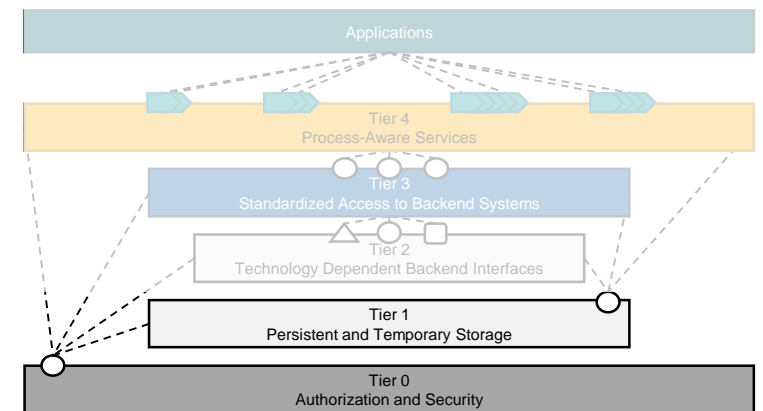 Applications
Tier 4
Process-Aware Services
Tier 3
Standardized Access to Backend Systems
Tier 2
Technology Dependent Backend Interfaces
Tier 1
Persistent and Temporary Storage
Tier 0
Authorization and Security